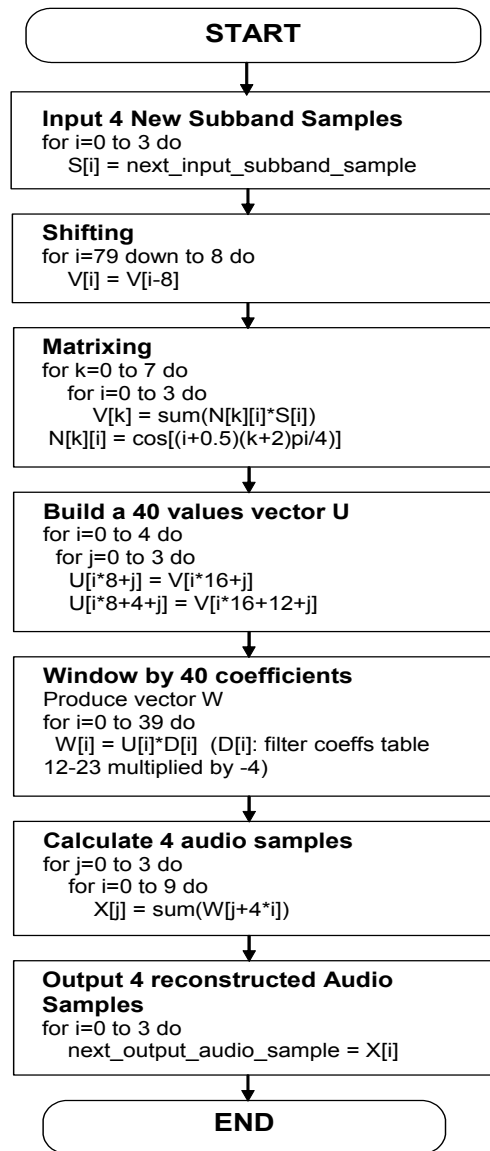 START
Input 4 New Subband Samples
for i=0 to 3 do
S[i] = next_input_subband_sample
Shifting
for i=79 down to 8 do
V[i] = V[i-8]
Matrixing
for k=0 to 7 do
for i=0 to 3 do
V[k] = sum(N[k][i]*S[i])
N[k][i] = cos[(i+0.5)(k+2)pi/4)]
Build a 40 values vector U
for i=0 to 4 do
for j=0 to 3 do
U[i*8+j] = V[i*16+j]
U[i*8+4+j] = V[i*16+12+j]
Window by 40 coefficients
Produce vector W
for i=0 to 39 do
W[i] = U[i]*D[i]  (D[i]: filter coeffs table
12-23 multiplied by -4)
Calculate 4 audio samples
for j=0 to 3 do
for i=0 to 9 do
X[j] = sum(W[j+4*i])
Output 4 reconstructed Audio
Samples
for i=0 to 3 do
next_output_audio_sample = X[i]
END